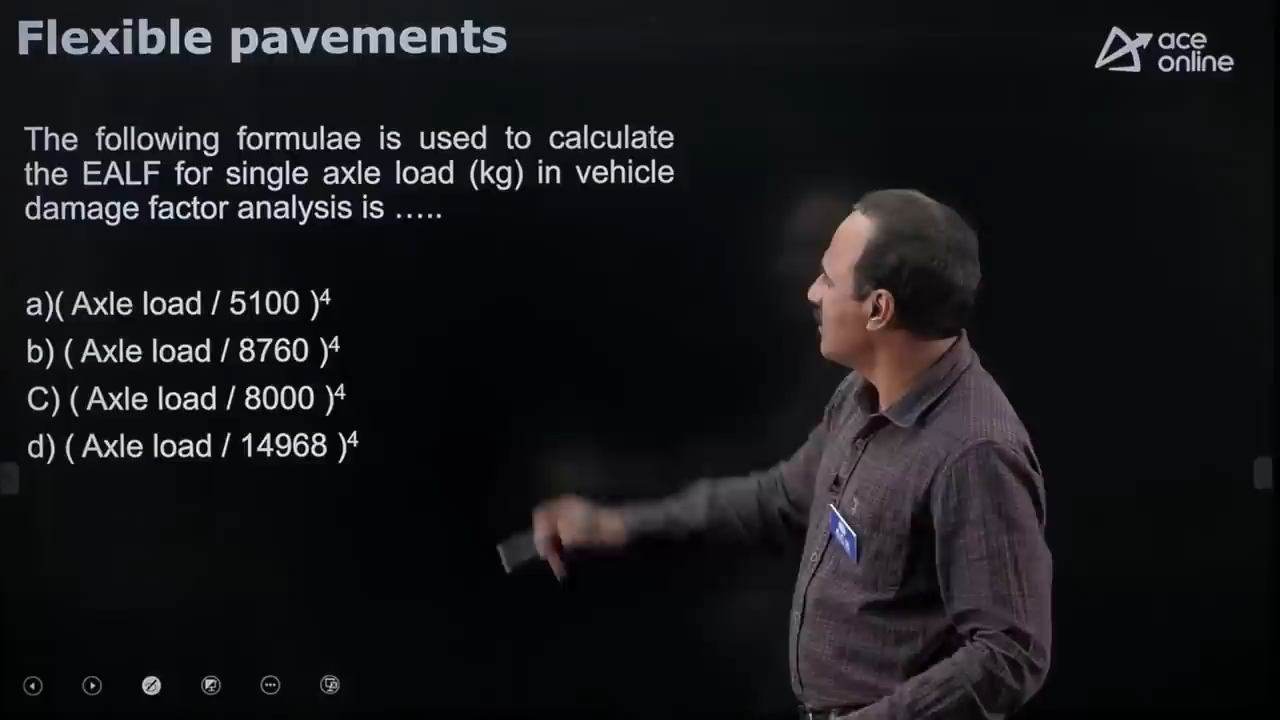 Flexible pavements
ace
online
The following formulae is used to calculate
the EALF for single axle load (kg) in vehicle
damage factor analysis is .....
a)( Axle load / 5100 )⁴
b) ( Axle load / 8760 )⁴
C) ( Axle load / 8000 )⁴
d) ( Axle load / 14968 )⁴